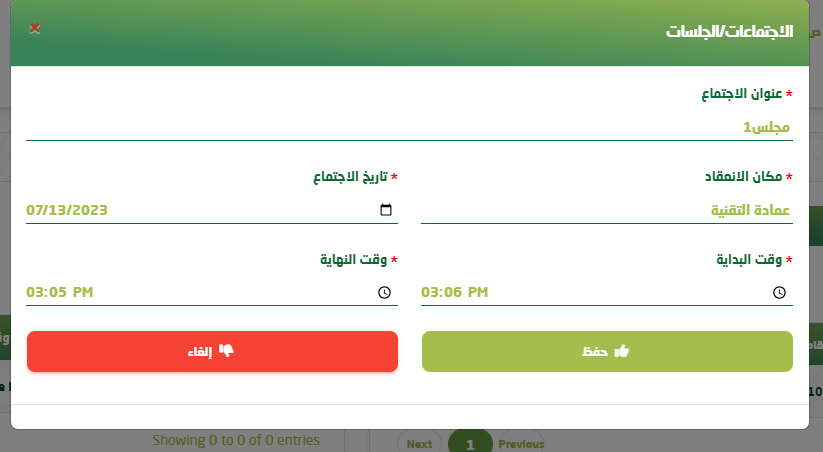 الاجتماعات/الجلسات
* عنوان الاجتماع
مجلس1
* مكان الانعقاد
عمادة التقنية
* تاريخ الاجتماع
07/13/2023
* وقت البداية
03:06 PM
* وقت النهاية
03:05 PM
حفظ
إلغاء
Showing 0 to 0 of 0 entries
Next
1
Previous